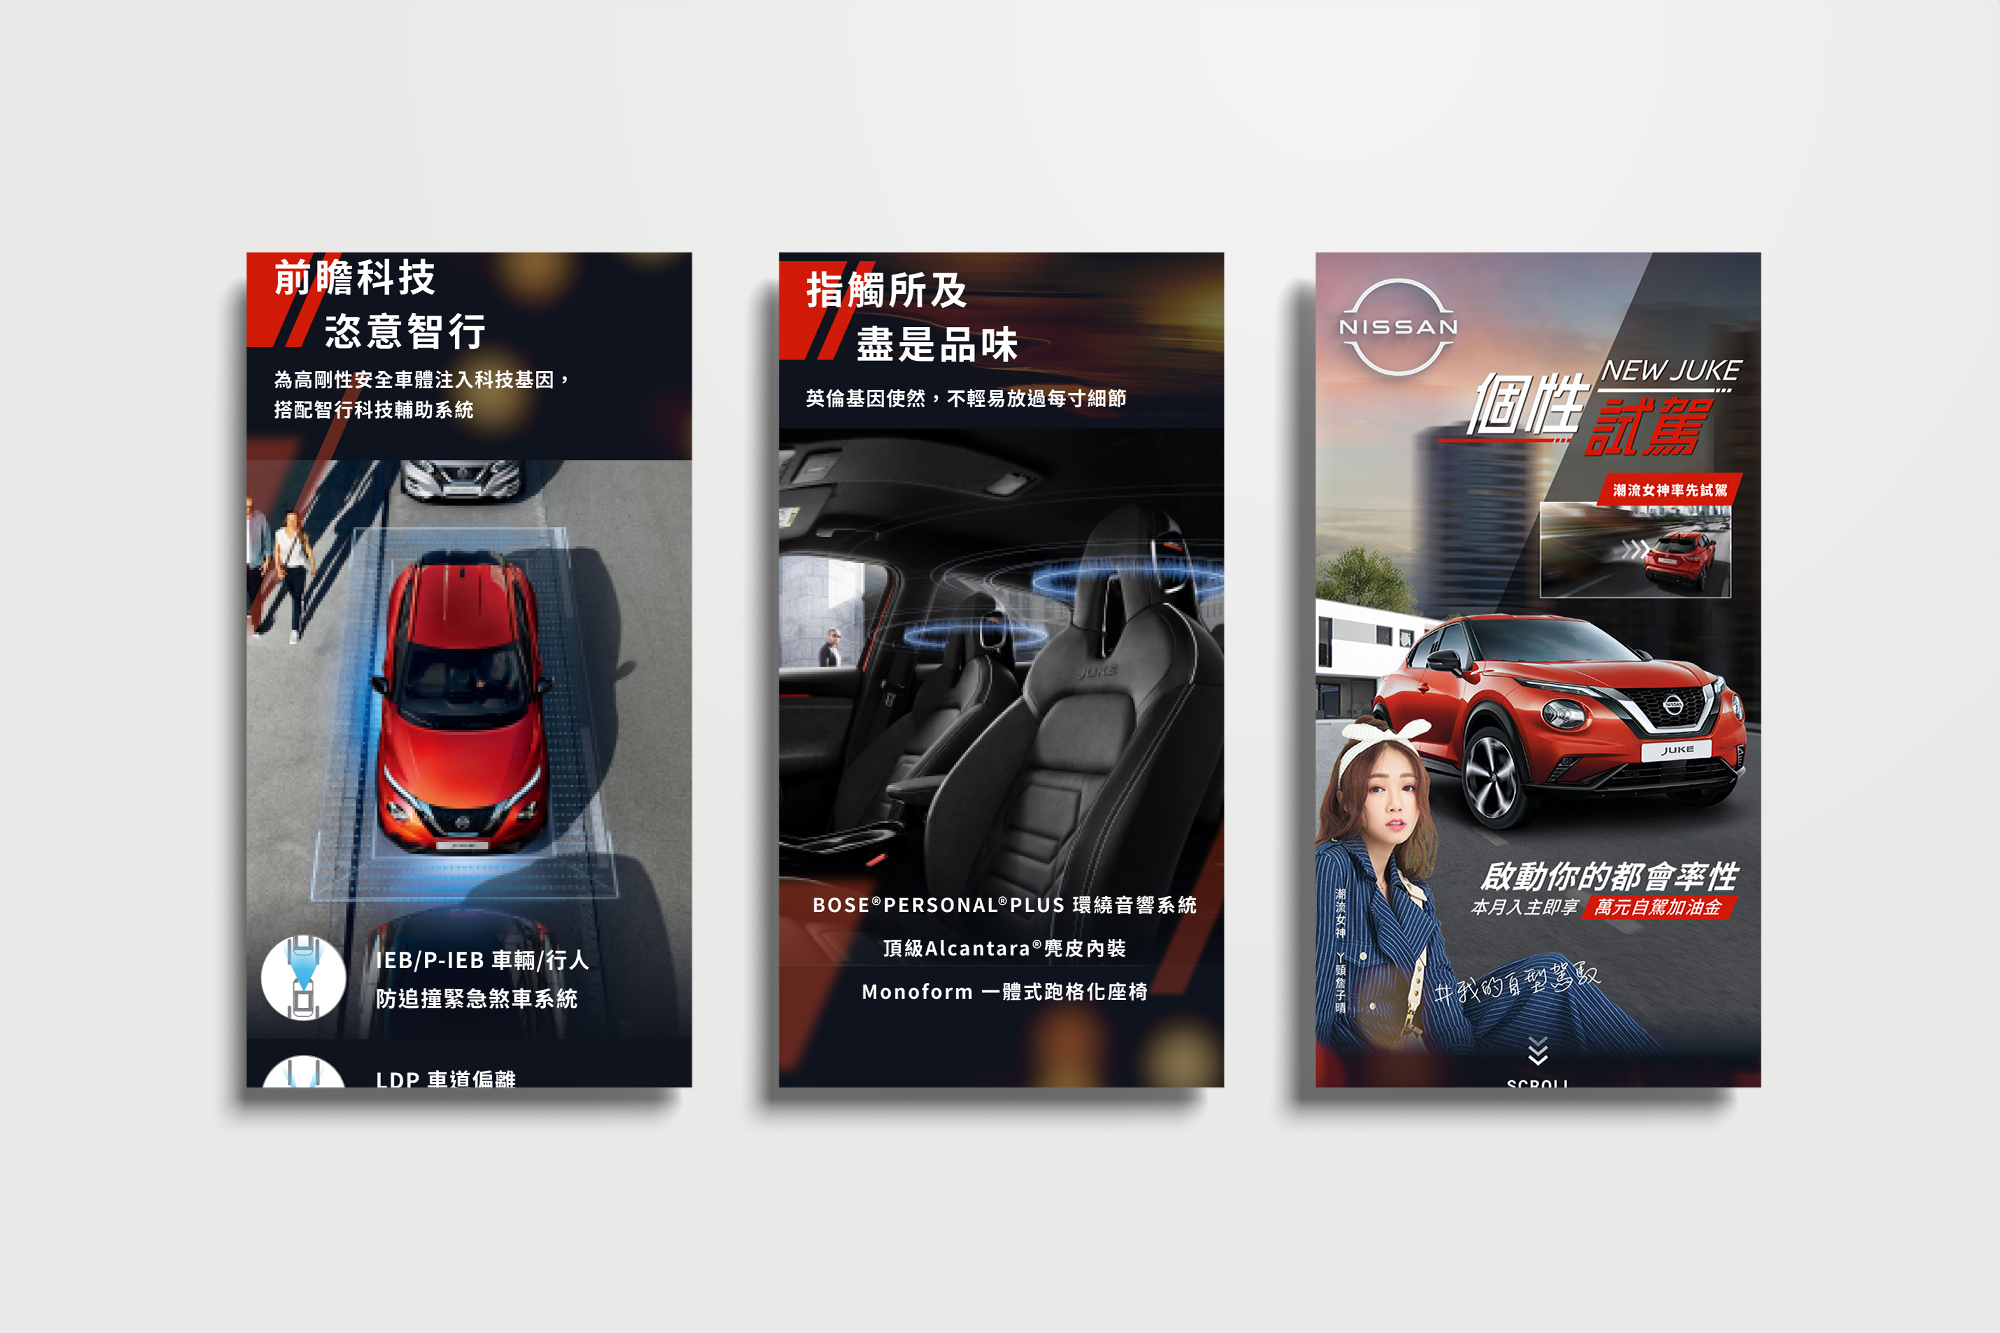 前瞻科技
恣意智行
為高剛性安全車體注入科技基因，
搭配智行科技輔助系統
IEB/P-IEB 車輛/行人
防追撞緊急煞車系統
LDP 車道偏離
指觸所及
盡是品味
英倫基因使然，不輕易放過每寸細節
JUKE
BOSE®PERSONAL®PLUS 環繞音響系統
頂級Alcantara®麂皮內裝
Monoform 一體式跑格化座椅
NISSAN
NEW JUKE
個性試駕
潮流女神率先試駕
NISSAN
JUKE
啟動你的都會率性
本月入主即享 萬元自駕加油金
潮流女神 丫頭詹子晴
#我的自型駕馭
SCROLL